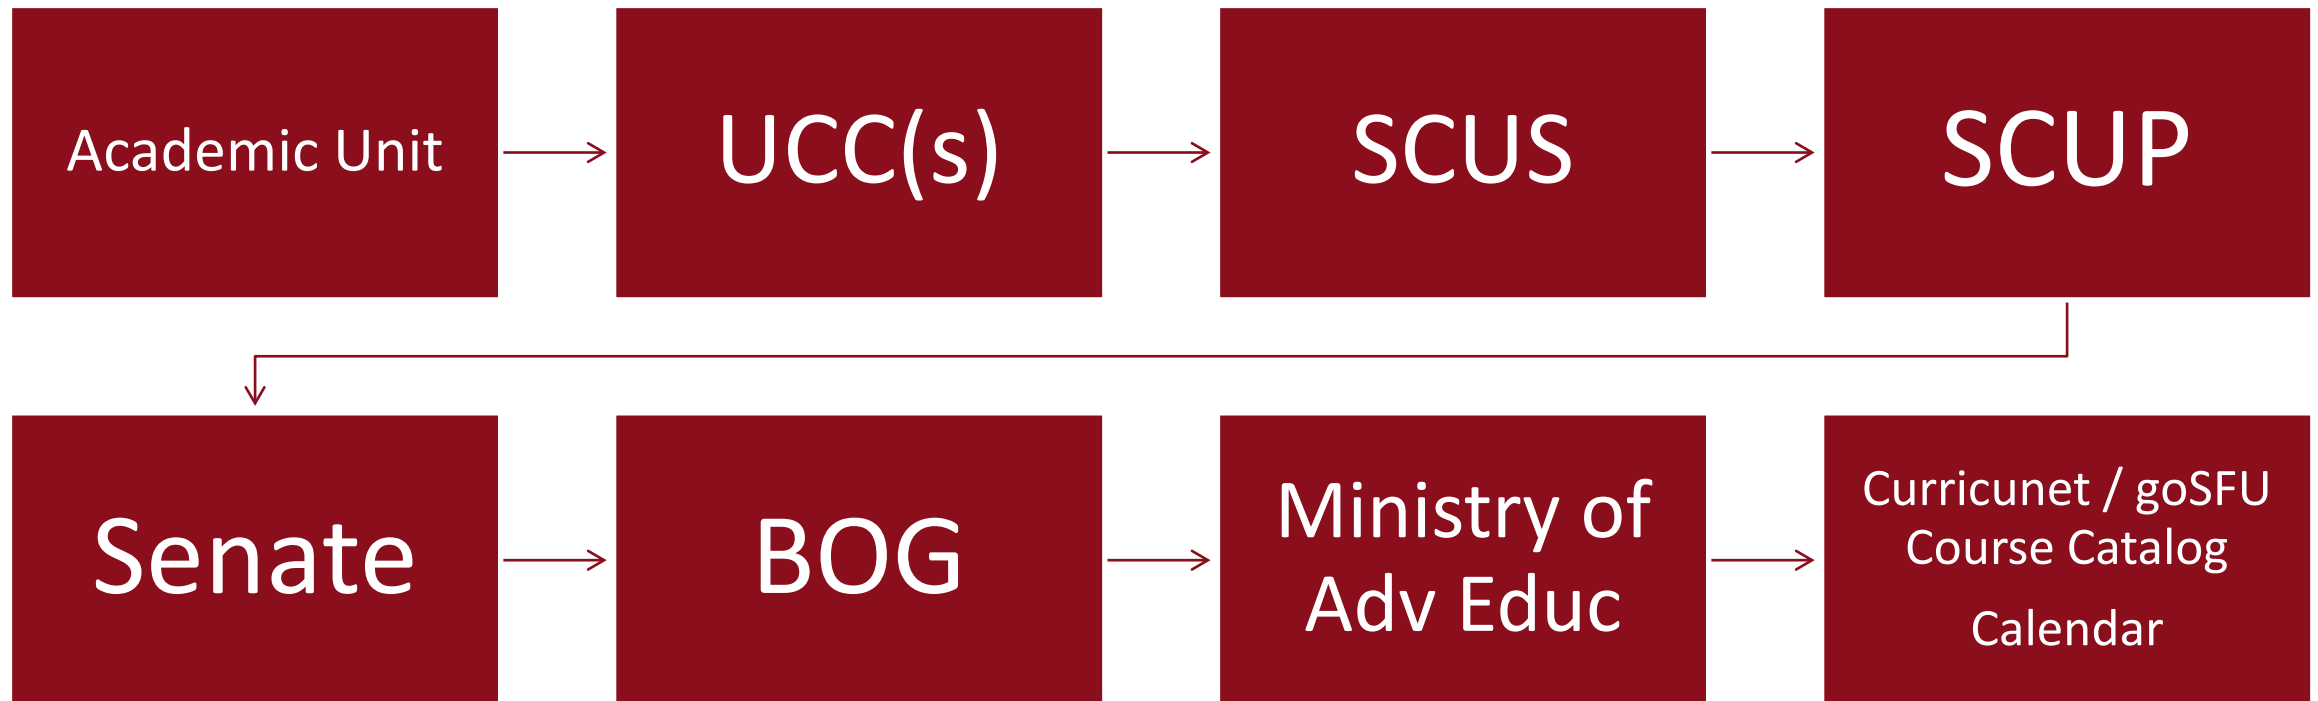 Academic Unit
UCC(s)
SCUS
SCUP
Senate
BOG
Ministry of
Adv Educ
Curricunet / goSFU
Course Catalog
Calendar